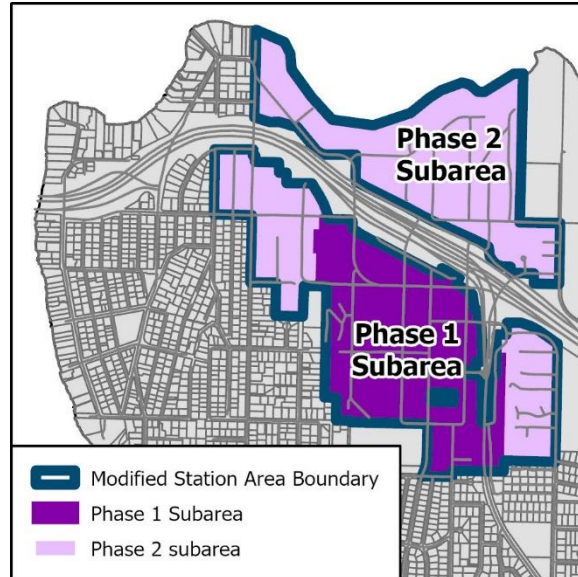 Phase 2
Subarea
Phase 1
Subarea
Modified Station Area Boundary
Phase 1 Subarea
Phase 2 subarea